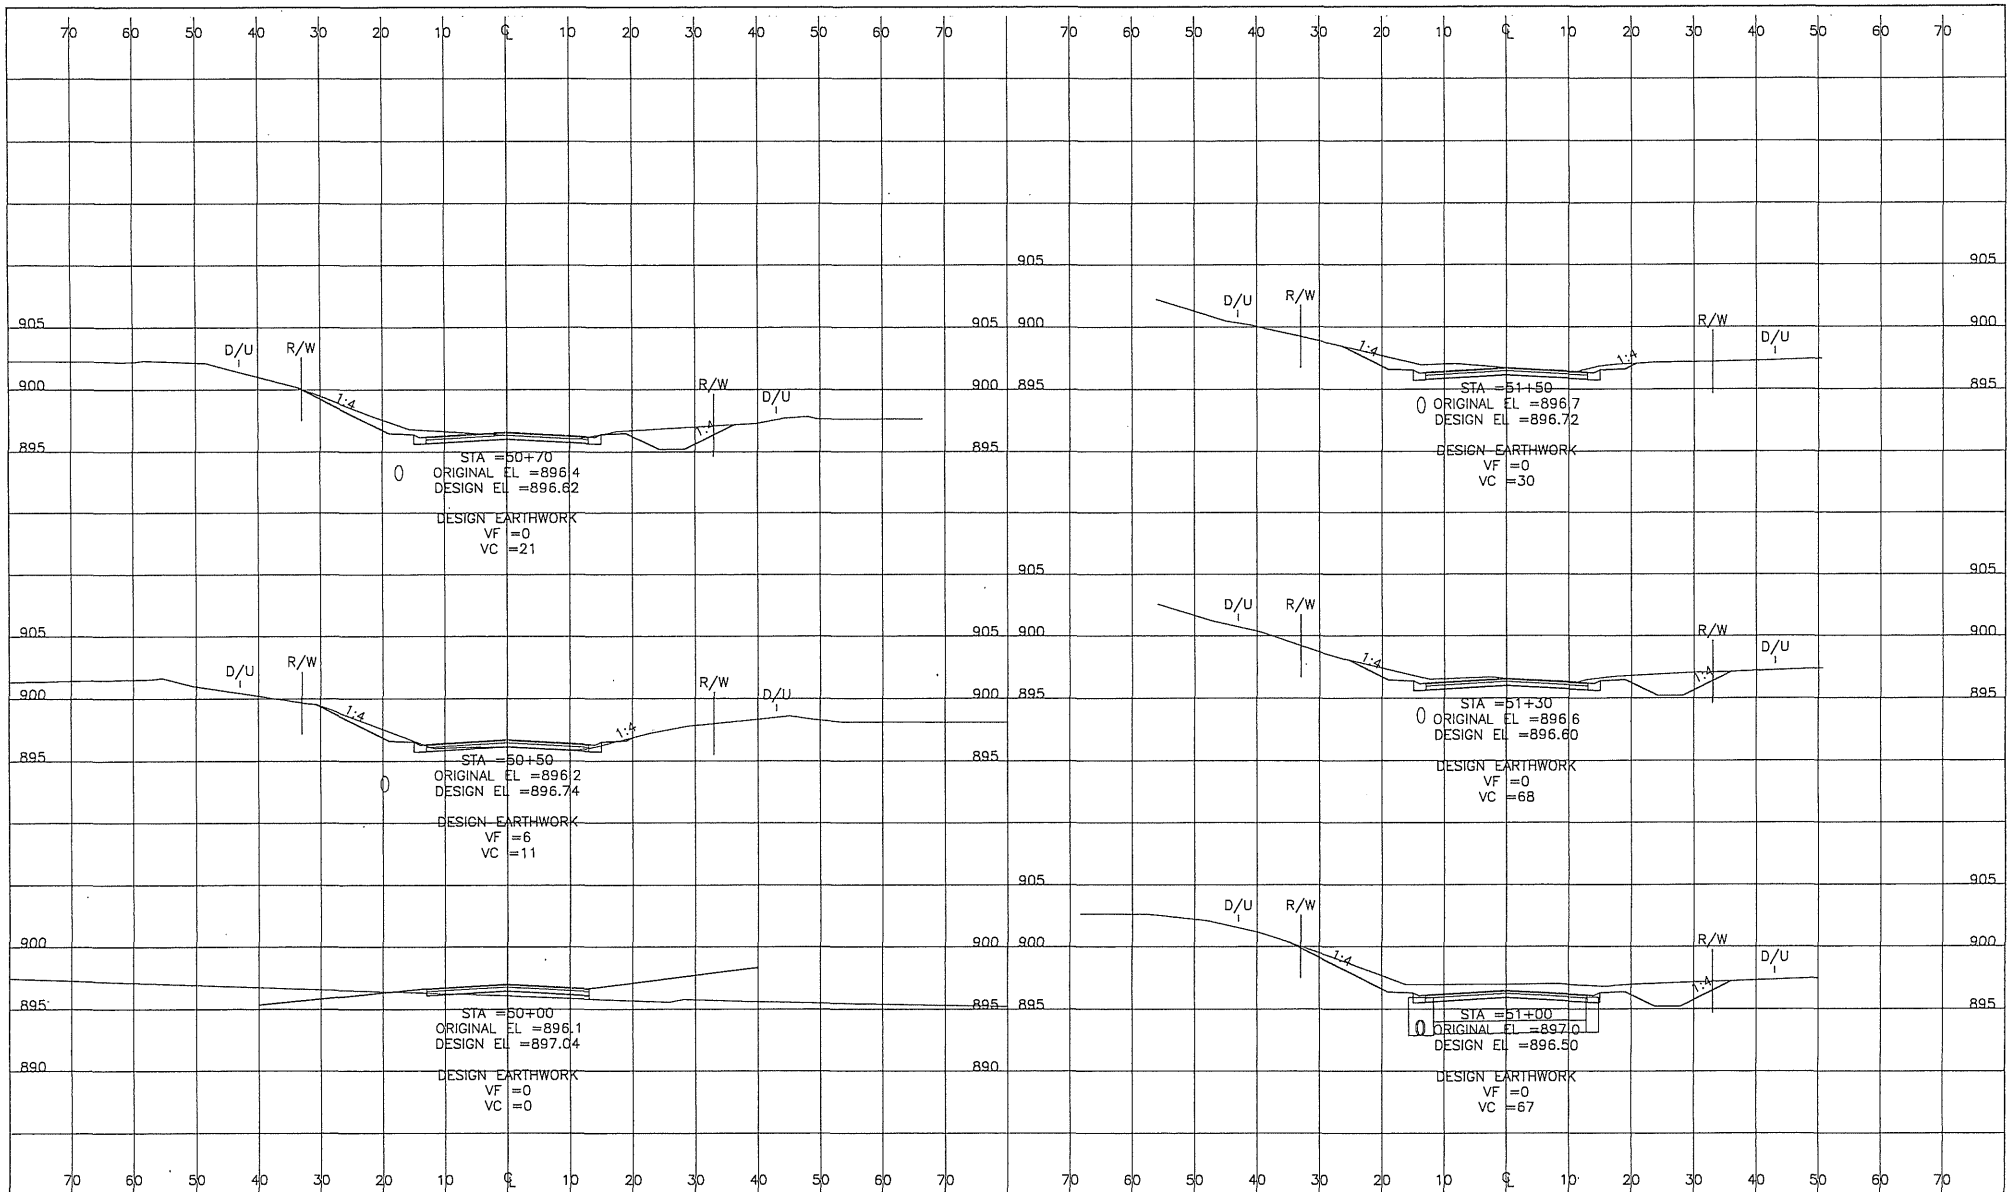 70 60 50 40 30 20 10 ℄ 10 20 30 40 50 60 70 70 60 50 40 30 20 10 ℄ 10 20 30 40 50 60 70
905 905
D/U R/W
R/W D/U
905 905 900 900
D/U R/W 1:4 1:4
900 900 895 895
1:4 R/W D/U 1:4
895 895
STA =50+70
ORIGINAL EL =896.4
DESIGN EL =896.62
DESIGN EARTHWORK
VF =0
VC =21
STA =51+50
ORIGINAL EL =896.7
DESIGN EL =896.72
DESIGN EARTHWORK
VF =0
VC =30
905 905
D/U R/W
R/W D/U
905 905 900 900
D/U R/W 1:4 1:4
900 900 895 895
1:4 R/W D/U 1:4
895 895
STA =50+50
ORIGINAL EL =896.2
DESIGN EL =896.74
DESIGN EARTHWORK
VF =6
VC =11
STA =51+30
ORIGINAL EL =896.6
DESIGN EL =896.60
DESIGN EARTHWORK
VF =0
VC =68
905 905
D/U R/W
R/W D/U
900 900 900 900
1:4 1:4
895 895 895 895
STA =50+00
ORIGINAL EL =896.1
DESIGN EL =897.04
DESIGN EARTHWORK
VF =0
VC =0
STA =51+00
ORIGINAL EL =897.0
DESIGN EL =896.50
DESIGN EARTHWORK
VF =0
VC =67
890 890 890
70 60 50 40 30 20 10 ℄ 10 20 30 40 50 60 70 70 60 50 40 30 20 10 ℄ 10 20 30 40 50 60 70